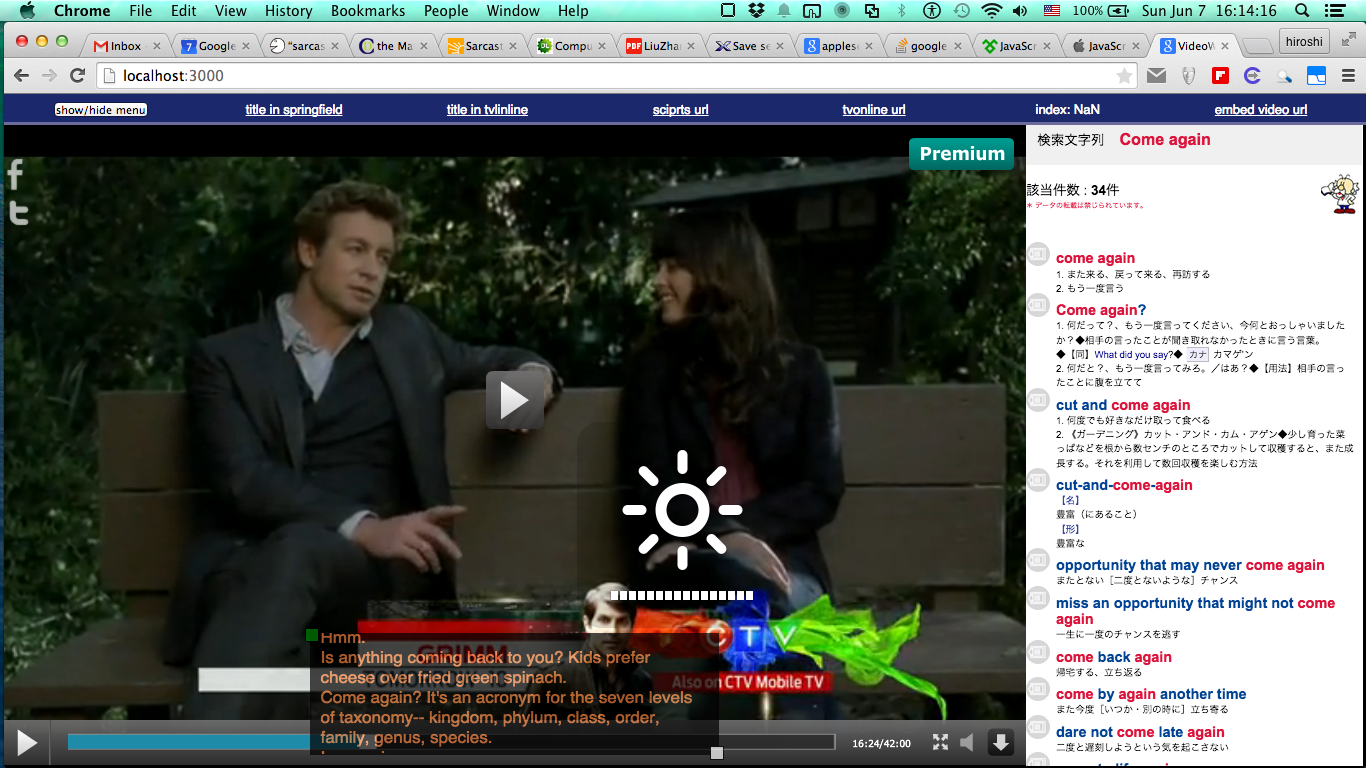 Chrome File Edit View History Bookmarks People Window Help 100% Sun Jun 7 16:14:16
Inbox Google "sarcas the Ma Sarcast Compu LiuZhar Save se applesc google JavaScr JavaScr VideoW hiroshi
localhost:3000
show/hide menu title in springfield title in tvlinline sciprts url tvonline url index: NaN embed video url
Premium
GRIMM
CTV
Also on CTV Mobile TV
Hmm.
Is anything coming back to you? Kids prefer
cheese over fried green spinach.
Come again? It's an acronym for the seven levels
of taxonomy-- kingdom, phylum, class, order,
family, genus, species.
16:24/42:00
検索文字列 Come again
該当件数 : 34件
* データの転載は禁じられています。
come again
1. また来る、戻って来る、再訪する
2. もう一度言う
Come again?
1. 何だって？、もう一度言ってください、今何とおっしゃいました
か？◆相手の言ったことが聞き取れなかったときに言う言葉。
◆【同】What did you say?◆ カナ カマゲン
2. 何だと？、もう一度言ってみる。／はあ？◆【用法】相手の言っ
たことに腹を立てて
cut and come again
1. 何度でも好きなだけ取って食べる
2. 《ガーデニング》カット・アンド・カム・アゲン◆少し育った菜
っぱなどを根から数センチのところでカットして収穫すると、また成
長する。それを利用して数回収穫を楽しむ方法
cut-and-come-again
【名】
豊富（にあること）
【形】
豊富な
opportunity that may never come again
またとない［二度とないような］チャンス
miss an opportunity that might not come
again
一生に一度のチャンスを逃す
come back again
帰宅する、立ち返る
come by again another time
また今度［いつか・別の時に］立ち寄る
dare not come late again
二度と遅刻しようという気を起こさない